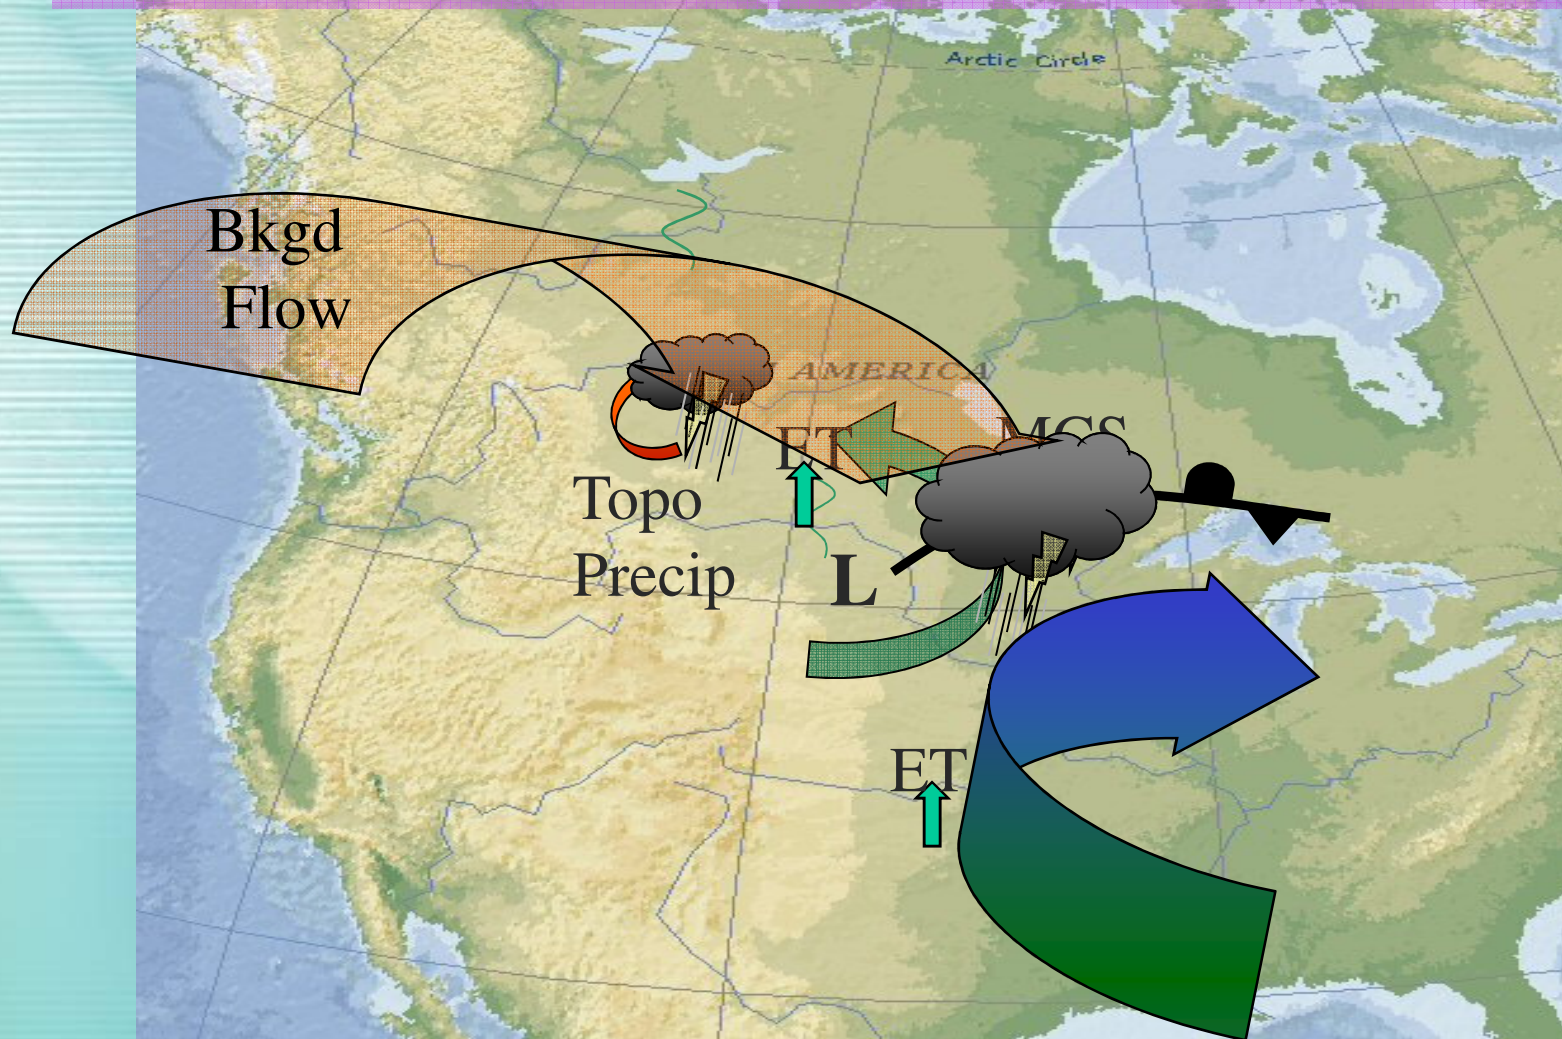 Arctic Circle
Bkgd
Flow
AMERICA
MCS
ET
Topo
Precip
L
ET